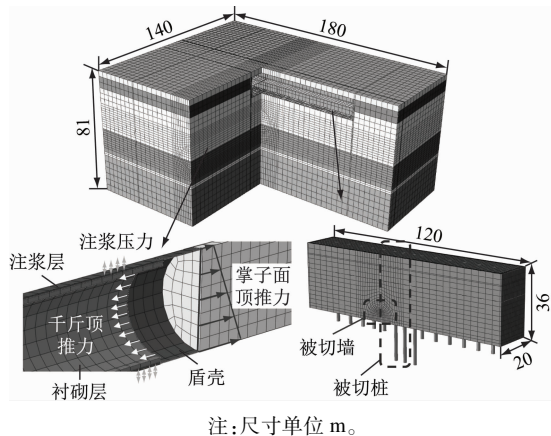 140
180
81
注浆压力
注浆层
千斤顶
推力
衬砌层
盾壳
掌子面
顶推力
120
36
20
被切墙
被切桩
注:尺寸单位 m。